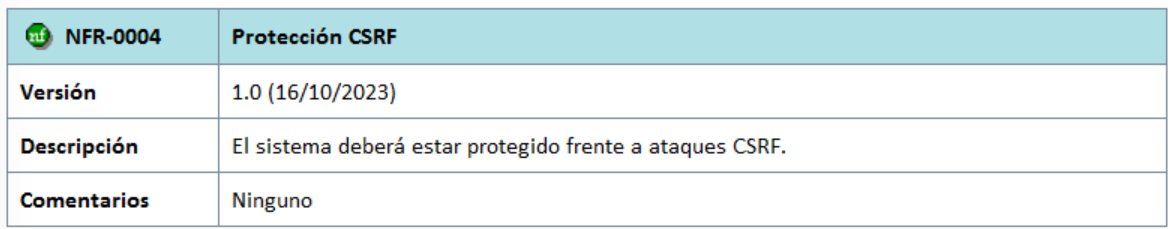 nf NFR-0004 Protección CSRF
Versión 1.0 (16/10/2023)
Descripción El sistema deberá estar protegido frente a ataques CSRF.
Comentarios Ninguno